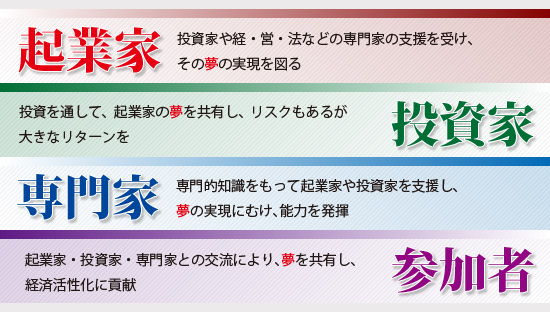 起業家
投資家や経・営・法などの専門家の支援を受け、
その夢の実現を図る
投資を通して、起業家の夢を共有し、リスクもあるが
大きなリターンを
投資家
専門家
専門的知識をもって起業家や投資家を支援し、
夢の実現にむけ、能力を発揮
起業家・投資家・専門家との交流により、夢を共有し、
経済活性化に貢献
参加者